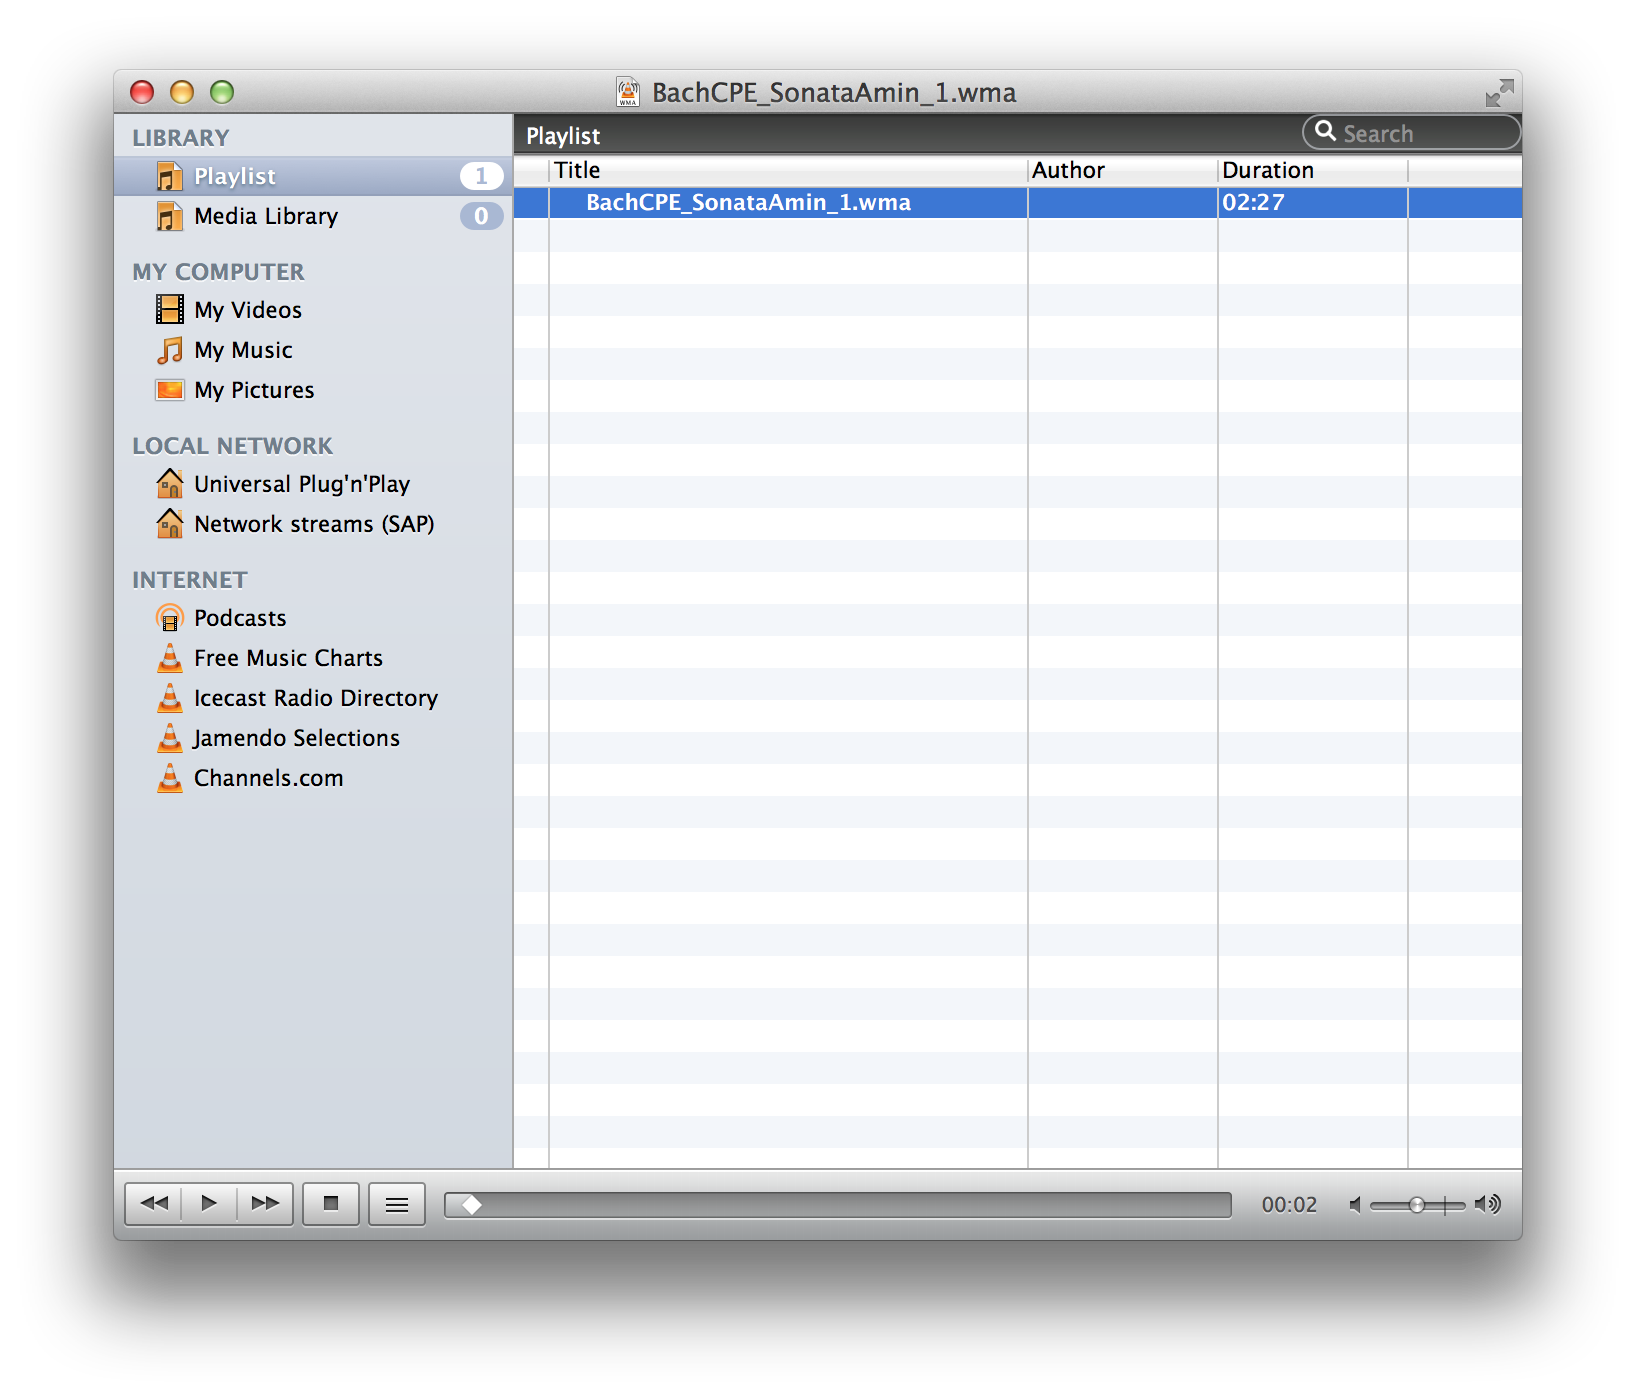 WMA
BachCPE_SonataAmin_1.wma
LIBRARY
Playlist 1
Media Library 0
MY COMPUTER
My Videos
My Music
My Pictures
LOCAL NETWORK
Universal Plug'n'Play
Network streams (SAP)
INTERNET
Podcasts
Free Music Charts
Icecast Radio Directory
Jamendo Selections
Channels.com
Playlist Search
Title Author Duration
BachCPE_SonataAmin_1.wma 02:27
00:02